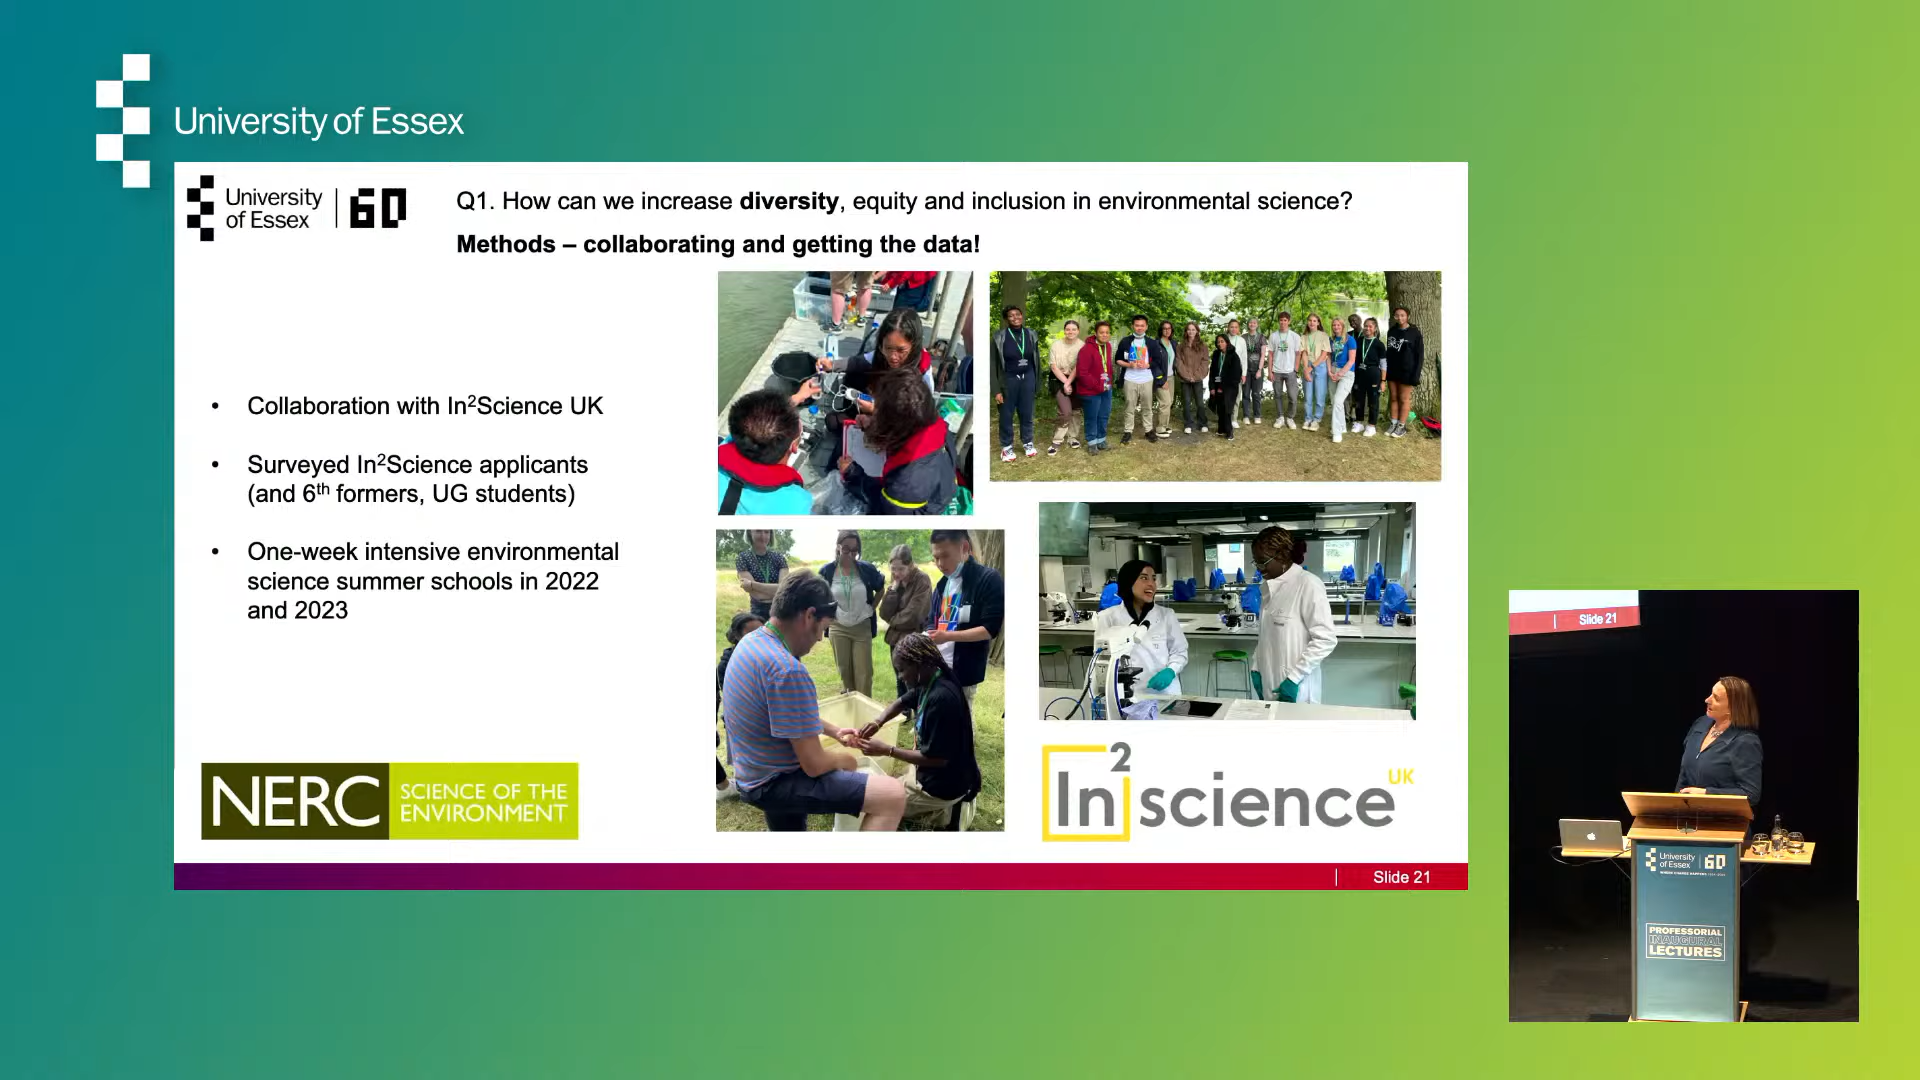 University of Essex
University
of Essex
60
Q1. How can we increase diversity, equity and inclusion in environmental science?
Methods – collaborating and getting the data!
• Collaboration with In²Science UK
• Surveyed In²Science applicants
(and 6th formers, UG students)
• One-week intensive environmental
science summer schools in 2022
and 2023
NERC
SCIENCE OF THE
ENVIRONMENT
In²science UK
| Slide 21
| Slide 21
University
of Essex
60
PROFESSORIAL
INAUGURAL
LECTURES